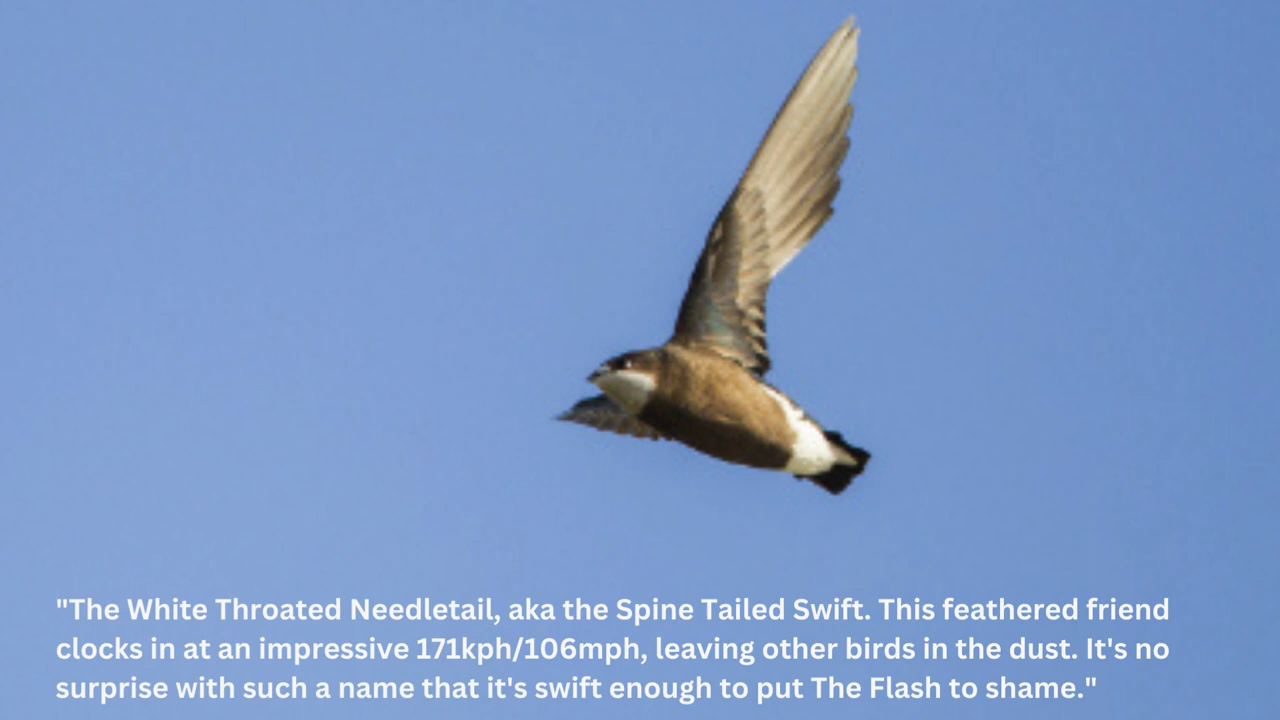 "The White Throated Needletail, aka the Spine Tailed Swift. This feathered friend
clocks in at an impressive 171kph/106mph, leaving other birds in the dust. It's no
surprise with such a name that it's swift enough to put The Flash to shame."